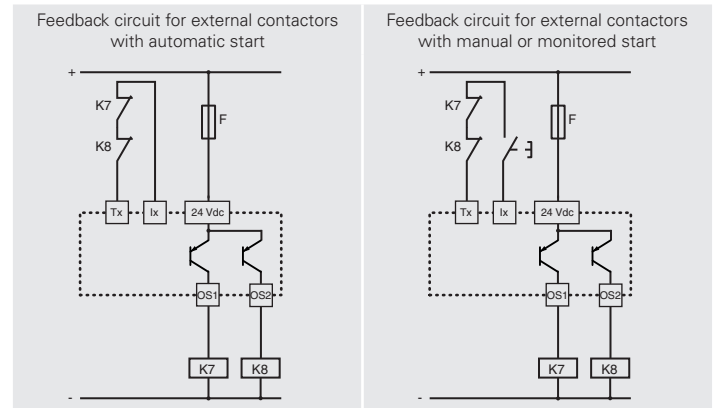 Feedback circuit for external contactors
with automatic start
+
K7
F
K8
Tx
Ix
24 Vdc
OS1
OS2
K7
K8
-
Feedback circuit for external contactors
with manual or monitored start
+
K7
F
K8
Tx
Ix
24 Vdc
OS1
OS2
K7
K8
-